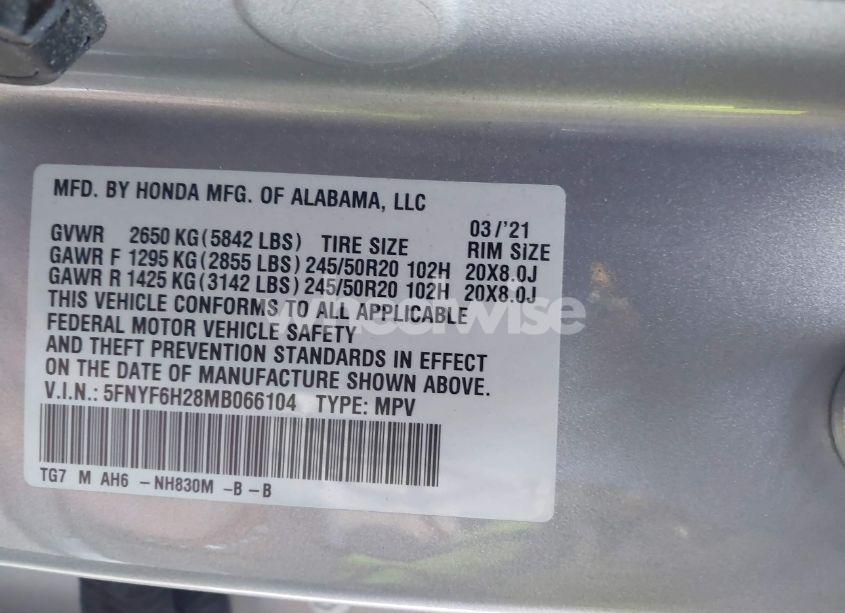 MFD. BY HONDA MFG. OF ALABAMA, LLC
03/'21
GVWR 2650 KG(5842 LBS) TIRE SIZE RIM SIZE
GAWR F 1295 KG(2855 LBS) 245/50R20 102H 20X8.0J
GAWR R 1425 KG(3142 LBS) 245/50R20 102H 20X8.0J
THIS VEHICLE CONFORMS TO ALL APPLICABLE
FEDERAL MOTOR VEHICLE SAFETY
AND THEFT PREVENTION STANDARDS IN EFFECT
ON THE DATE OF MANUFACTURE SHOWN ABOVE.
V.I.N.: 5FNYF6H28MB066104 TYPE: MPV
TG7 M AH6 -NH830M -B-B
wheelwise